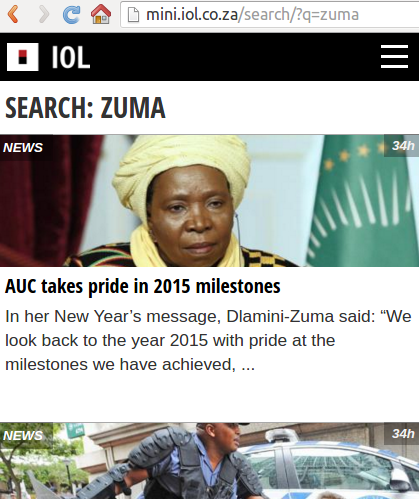 mini.iol.co.za/search/?q=zuma
IOL
SEARCH: ZUMA
NEWS
34h
AUC takes pride in 2015 milestones
In her New Year’s message, Dlamini-Zuma said: “We
look back to the year 2015 with pride at the
milestones we have achieved, ...
NEWS
34h